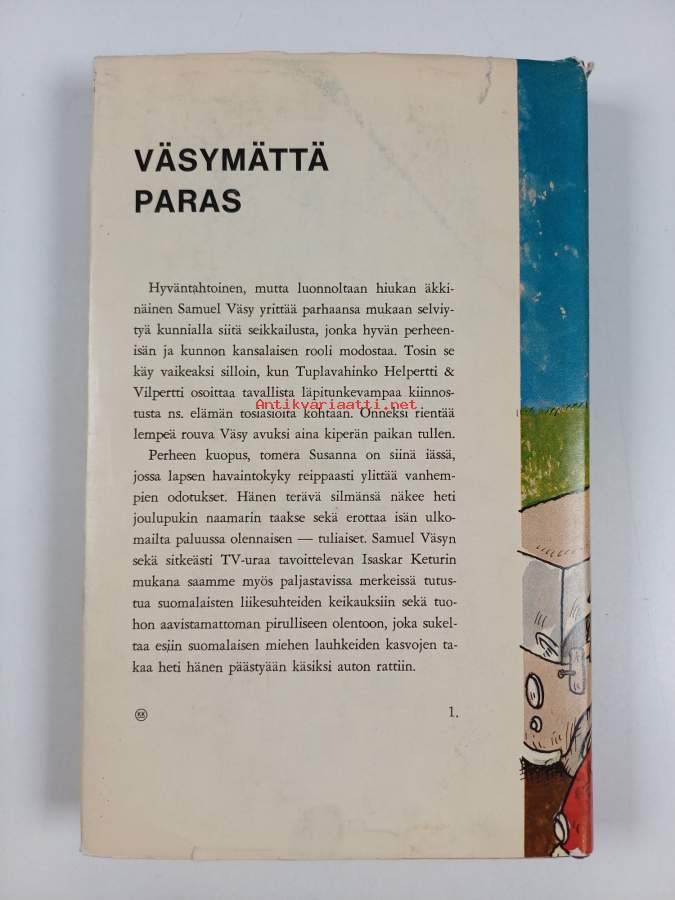 VÄSYMÄTTÄ
PARAS
Hyväntahtoinen, mutta luonnoltaan hiukan äkki-
näinen Samuel Väsy yrittää parhaansa mukaan selviy-
tyä kunnialla siitä seikkailusta, jonka hyvän perheen-
isän ja kunnon kansalaisen rooli modostaa. Tosin se
käy vaikeaksi silloin, kun Tuplavahinko Helpertti &
Vilpertti osoittaa tavallista läpitunkevampaa kiinnos-
tusta ns. elämän tosiasioita kohtaan. Onneksi rientää
Antikvariaatti.net
lempeä rouva Väsy avuksi aina kiperän paikan tullen.
Perheen kuopus, tomera Susanna on siinä iässä,
jossa lapsen havaintokyky reippaasti ylittää vanhem-
pien odotukset. Hänen terävä silmänsä näkee heti
joulupukin naamarin taakse sekä erottaa isän ulko-
mailta paluussa olennaisen — tuliaiset. Samuel Väsyn
sekä sitkeästi TV-uraa tavoittelevan Isaskar Keturin
mukana saamme myös paljastavissa merkeissä tutus-
tua suomalaisten liikesuhteiden keikauksiin sekä tuo-
hon aavistamattoman pirulliseen olentoon, joka sukel-
taa esiin suomalaisen miehen lauhkeiden kasvojen ta-
kaa heti hänen päästyään käsiksi auton rattiin.
KK
1.